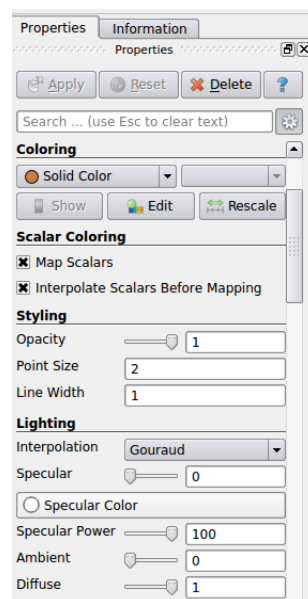 Properties Information
Properties
Apply Reset Delete ?
Search ... (use Esc to clear text)
Coloring
Solid Color
Show Edit Rescale
Scalar Coloring
Map Scalars
Interpolate Scalars Before Mapping
Styling
Opacity 1
Point Size 2
Line Width 1
Lighting
Interpolation Gouraud
Specular 0
Specular Color
Specular Power 100
Ambient 0
Diffuse 1